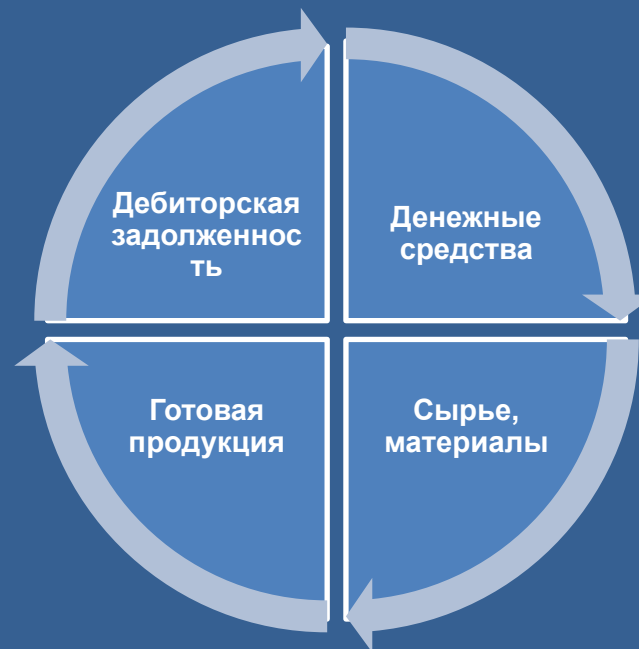 Дебиторская
задолженнос
ть
Денежные
средства
Готовая
продукция
Сырье,
материалы